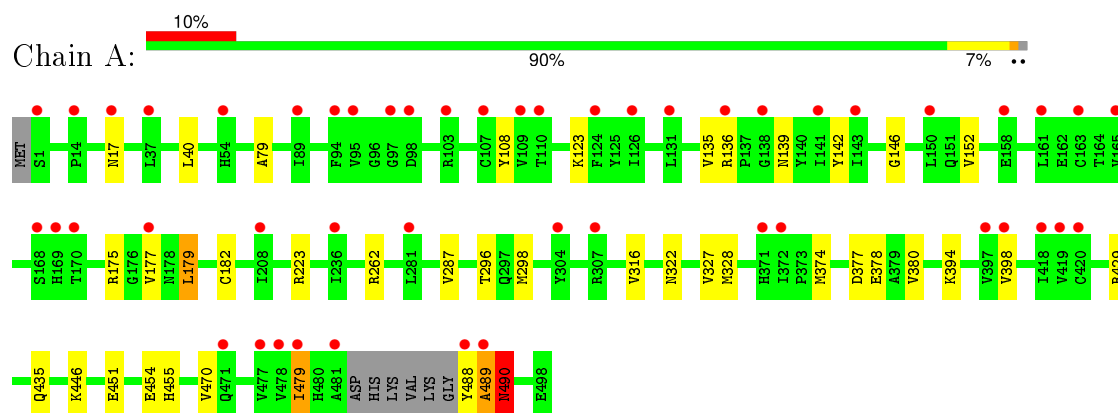 10%
Chain A:
90% 7% ••
MET S1 P14 N17 L37 L40 H54 A79 I89 F94 V95 G96 G97 D98 R103 C107 Y108 V109 T110 K123 F124 Y125 I126 L131 V135 R136 P137 G138 N139 Y140 I141 Y142 I143 G146 L150 Q151 V152 E158 L161 E162 C163 T164 V165
S168 H169 T170 R175 G176 V177 N178 L179 C182 I208 R223 I236 R262 L281 V287 T296 Q297 M298 Y304 R307 V316 N322 V327 M328 H371 I372 P373 M374 D377 E378 A379 V380 K394 V397 V398 I418 V419 C420
Q435 K446 E451 E454 H455 V470 Q471 V477 V478 I479 H480 A481 ASP HIS LYS VAL LYS GLY Y488 A489 N490 E498